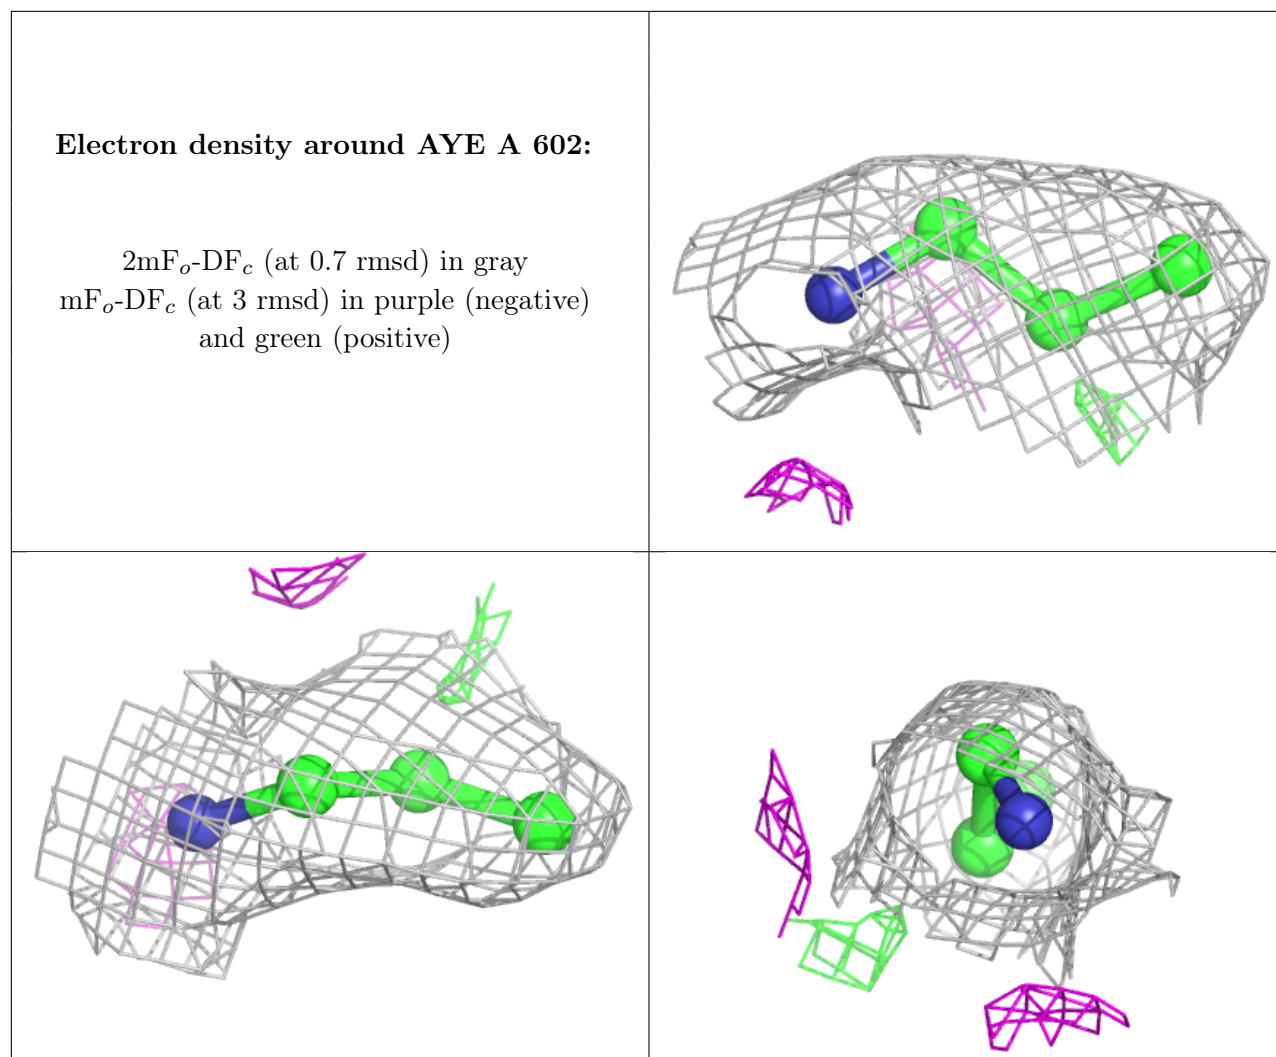 Electron density around AYE A 602:
2mFo-DFc (at 0.7 rmsd) in gray
mFo-DFc (at 3 rmsd) in purple (negative)
and green (positive)